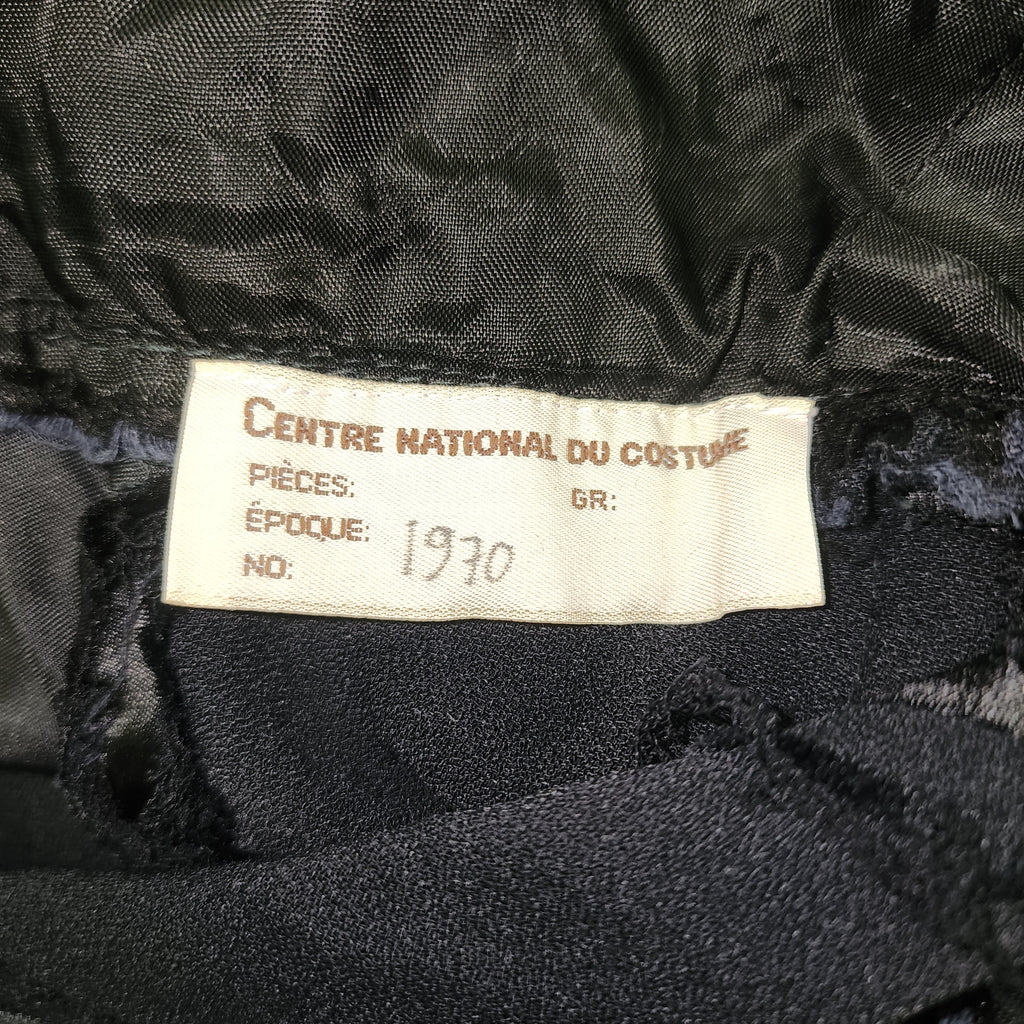 CENTRE NATIONAL DU COSTUME
PIÈCES: GR:
ÉPOQUE: 1970
NO: